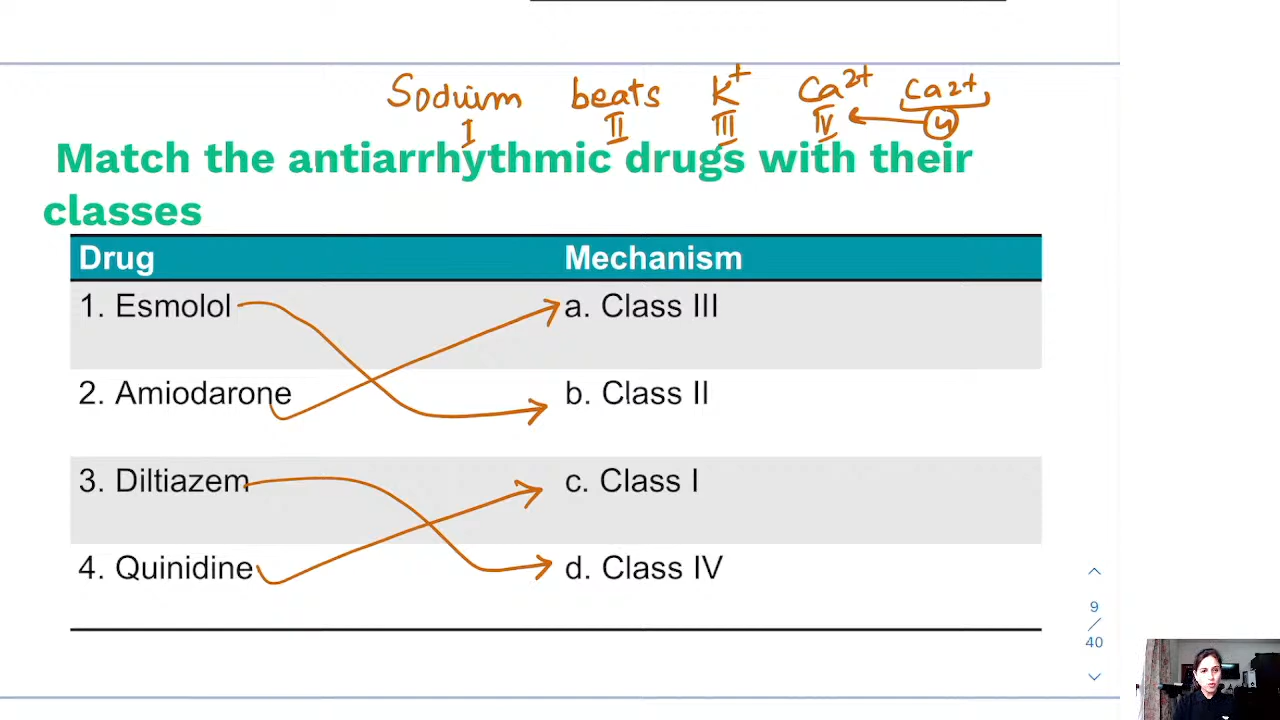 Sodium beats K+ Ca2+ Ca2+
I II III IV 4
Match the antiarrhythmic drugs with their
classes
Drug Mechanism
1. Esmolol a. Class III
2. Amiodarone b. Class II
3. Diltiazem c. Class I
4. Quinidine d. Class IV
9
/
40